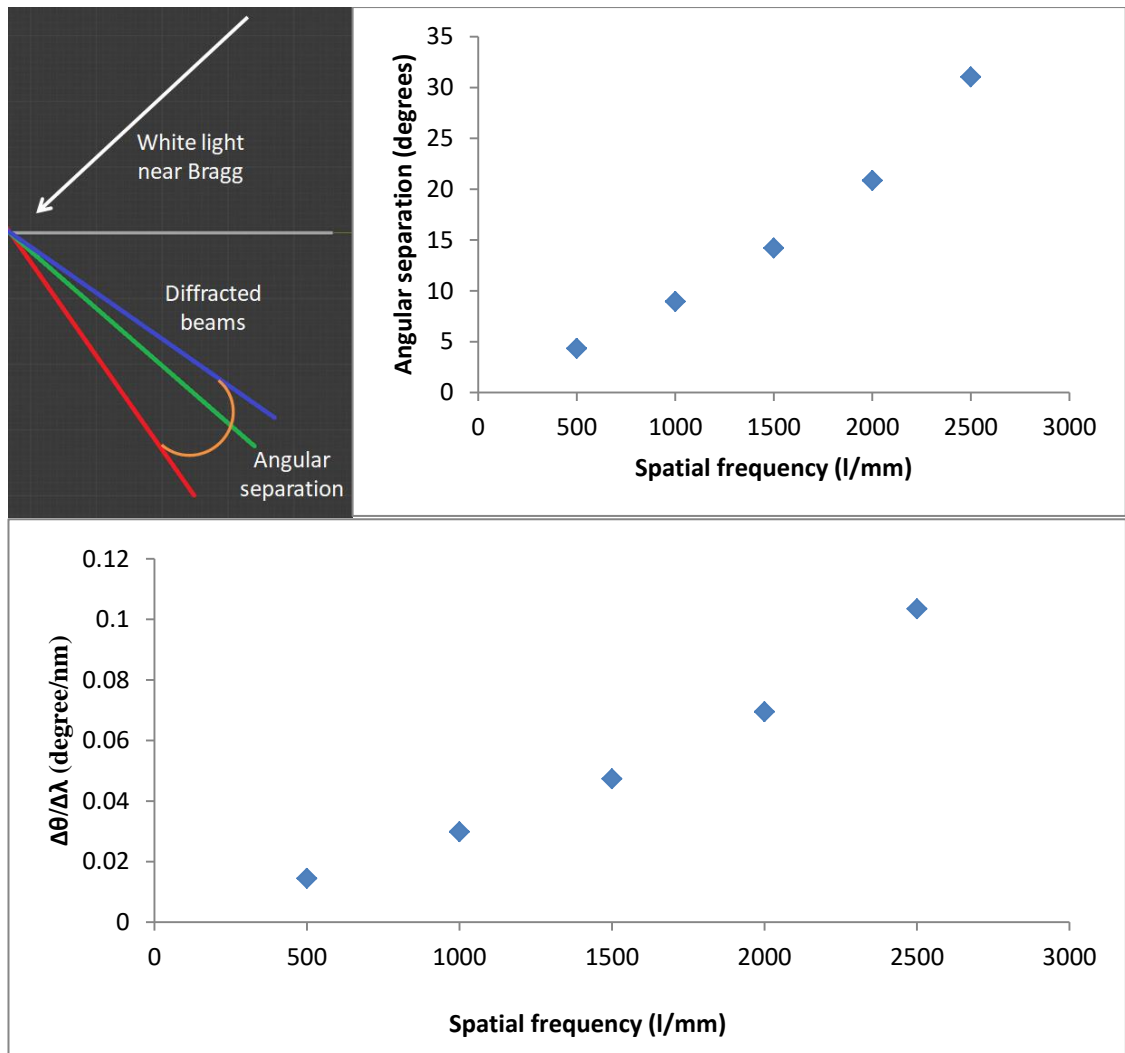 White light
near Bragg
Diffracted
beams
Angular
separation
Angular separation (degrees)
35
30
25
20
15
10
5
0
0 500 1000 1500 2000 2500 3000
Spatial frequency (l/mm)
Δθ/Δλ (degree/nm)
0.12
0.1
0.08
0.06
0.04
0.02
0
0 500 1000 1500 2000 2500 3000
Spatial frequency (l/mm)